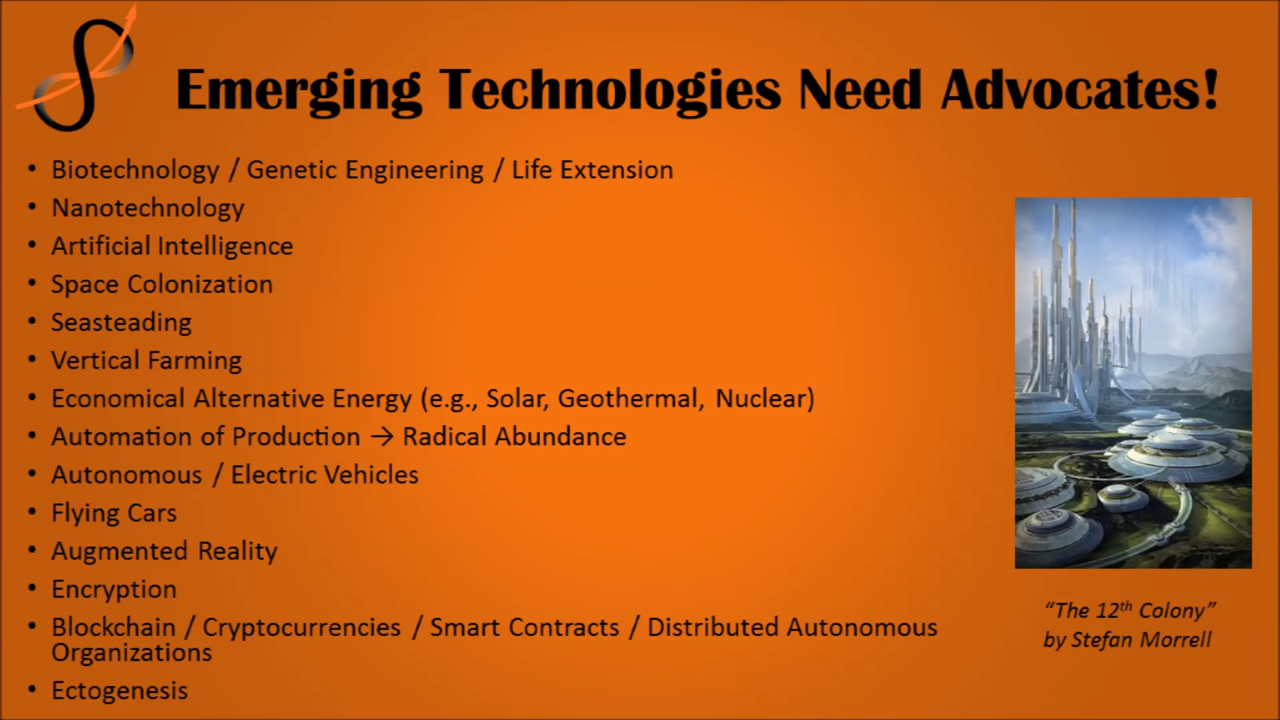 Emerging Technologies Need Advocates!
• Biotechnology / Genetic Engineering / Life Extension
• Nanotechnology
• Artificial Intelligence
• Space Colonization
• Seasteading
• Vertical Farming
• Economical Alternative Energy (e.g., Solar, Geothermal, Nuclear)
• Automation of Production → Radical Abundance
• Autonomous / Electric Vehicles
• Flying Cars
• Augmented Reality
• Encryption
• Blockchain / Cryptocurrencies / Smart Contracts / Distributed Autonomous
Organizations
• Ectogenesis
“The 12th Colony”
by Stefan Morrell